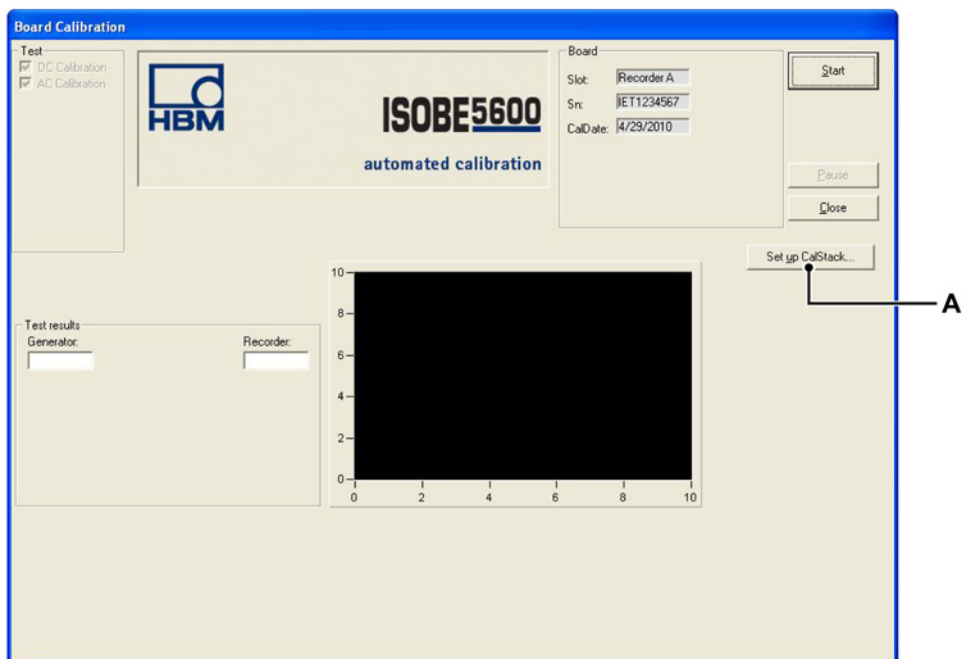 Board Calibration
Test
DC Calibration
AC Calibration
HBM
ISOBE5600
automated calibration
Board
Slot: Recorder A
Sn: IET1234567
CalDate: 4/29/2010
Start
Pause
Close
Set up CalStack...
A
Test results
Generator:
Recorder:
10
8
6
4
2
0
0 2 4 6 8 10